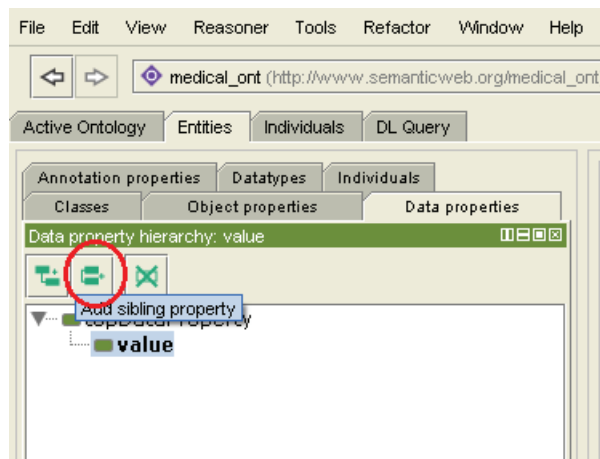 File Edit View Reasoner Tools Refactor Window Help
medical_ont (http://www.semanticweb.org/medical_ont
Active Ontology Entities Individuals DL Query
Annotation properties Datatypes Individuals
Classes Object properties Data properties
Data property hierarchy: value
Add sibling property
topDataProperty
value